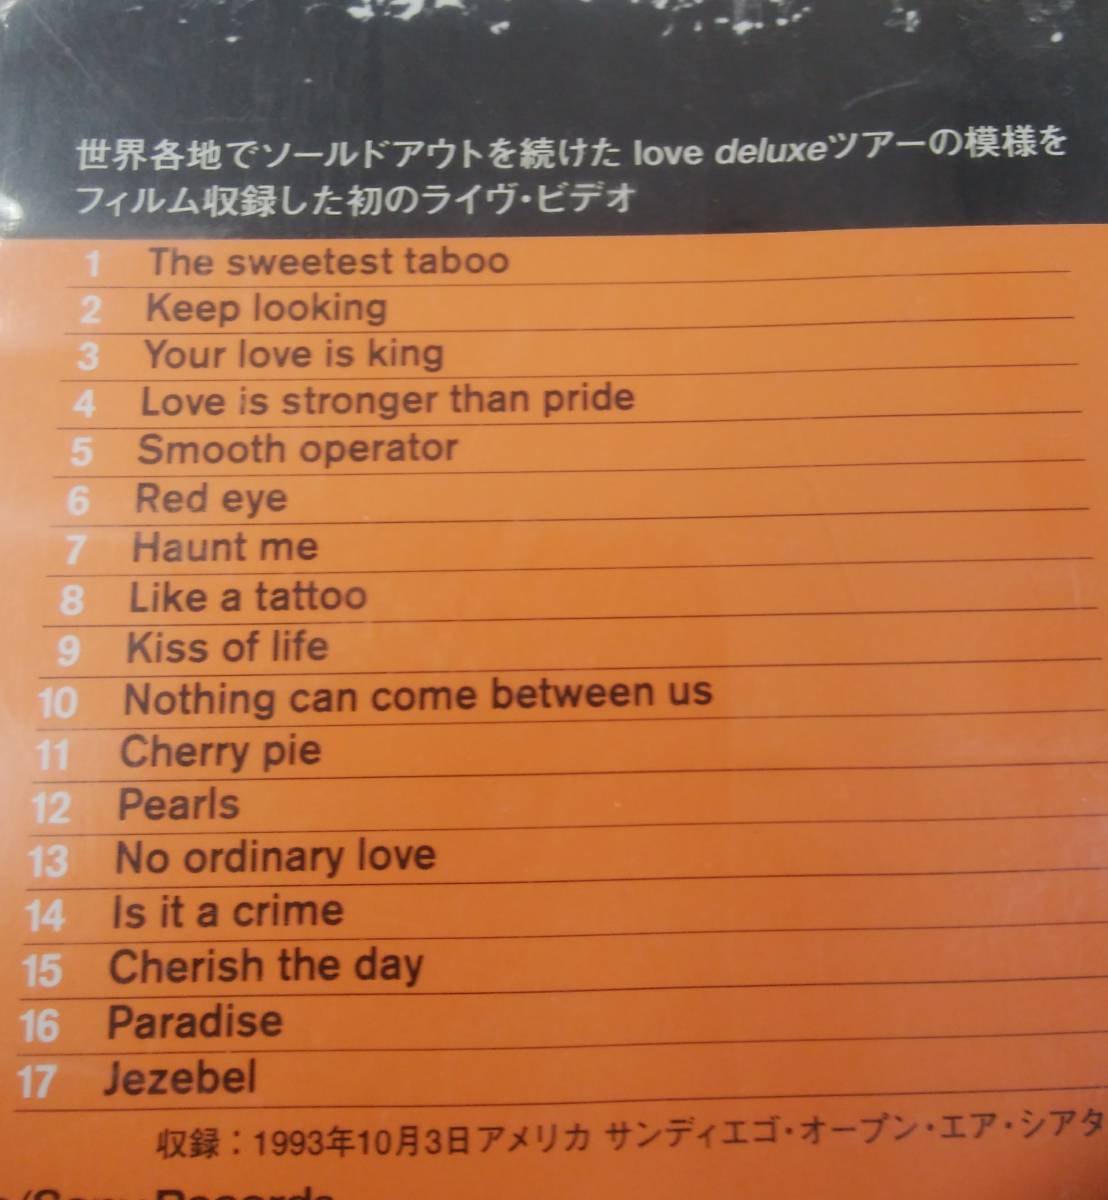 世界各地でソールドアウトを続けた love deluxeツアーの模様を
フィルム収録した初のライヴ・ビデオ
1 The sweetest taboo
2 Keep looking
3 Your love is king
4 Love is stronger than pride
5 Smooth operator
6 Red eye
7 Haunt me
8 Like a tattoo
9 Kiss of life
10 Nothing can come between us
11 Cherry pie
12 Pearls
13 No ordinary love
14 Is it a crime
15 Cherish the day
16 Paradise
17 Jezebel
収録：1993年10月3日アメリカ サンディエゴ・オープン・エア・シアタ
/Sony Records